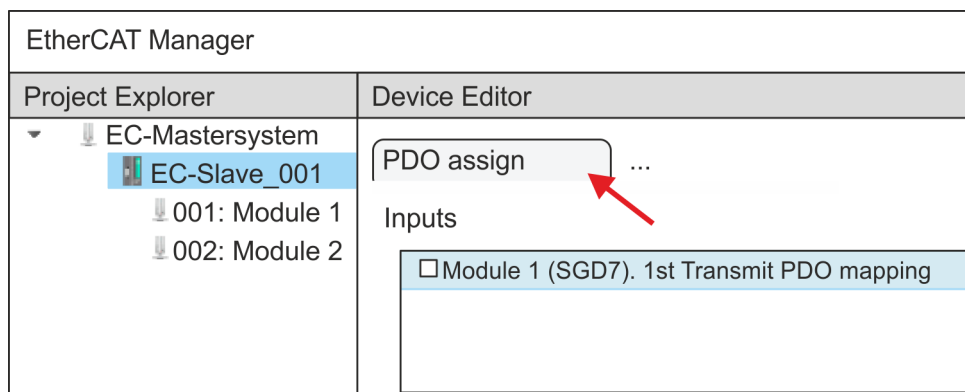 EtherCAT Manager
Project Explorer
Device Editor
EC-Mastersystem
EC-Slave_001
001: Module 1
002: Module 2
PDO assign
...
Inputs
Module 1 (SGD7). 1st Transmit PDO mapping